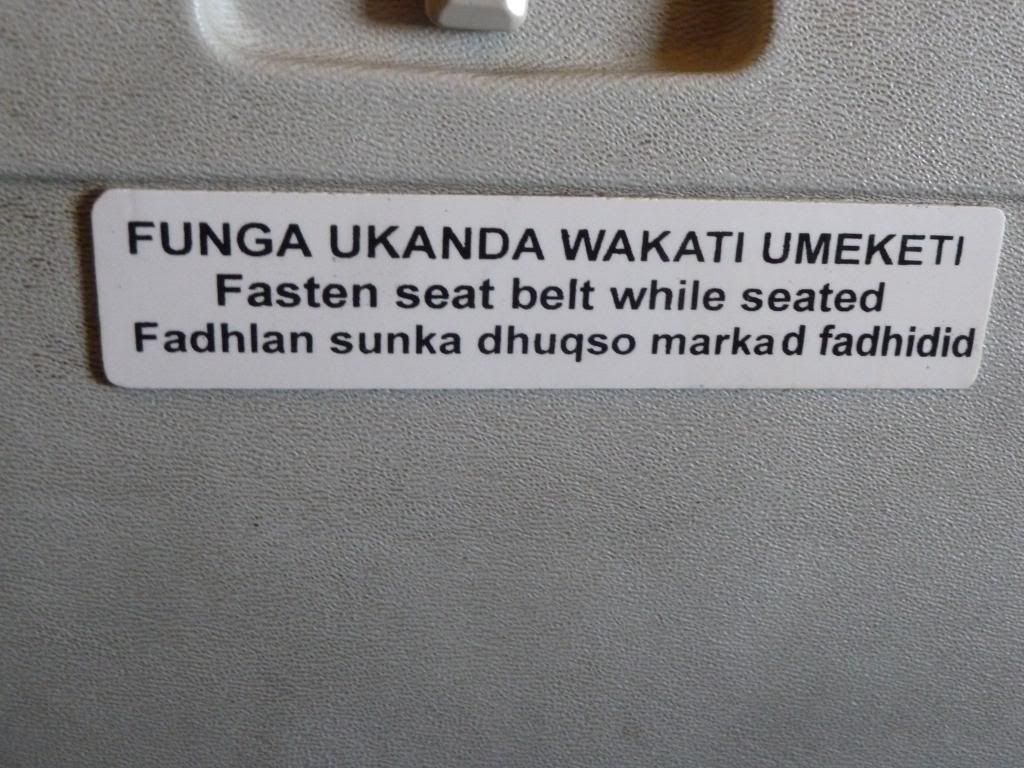 FUNGA UKANDA WAKATI UMEKETI
Fasten seat belt while seated
Fadhlan sunka dhuqso markad fadhidid